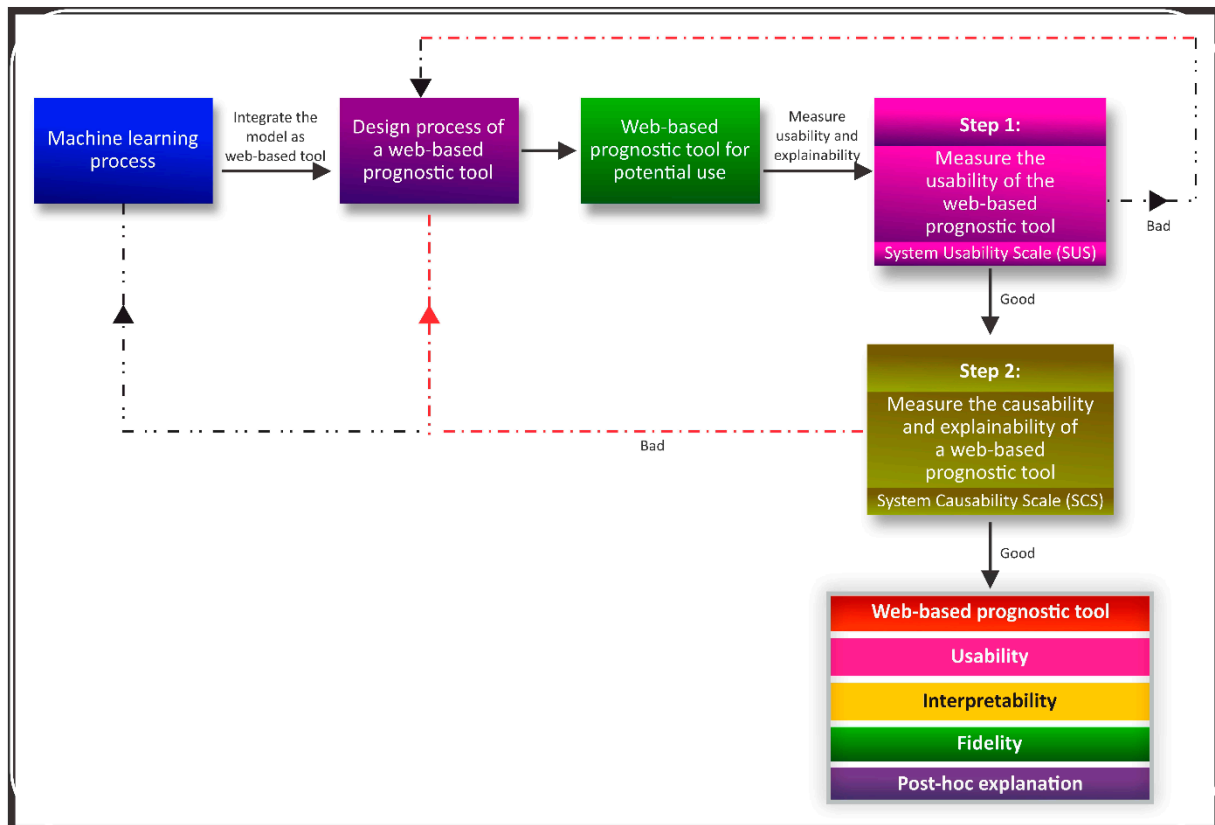 Machine learning
process
Integrate the
model as
web-based tool
Design process of
a web-based
prognostic tool
Web-based
prognostic tool for
potential use
Measure
usability and
explainability
Step 1:
Measure the
usability of the
web-based
prognostic tool
System Usability Scale (SUS)
Bad
Good
Step 2:
Measure the causability
and explainability of
a web-based
prognostic tool
System Causability Scale (SCS)
Bad
Good
Web-based prognostic tool
Usability
Interpretability
Fidelity
Post-hoc explanation